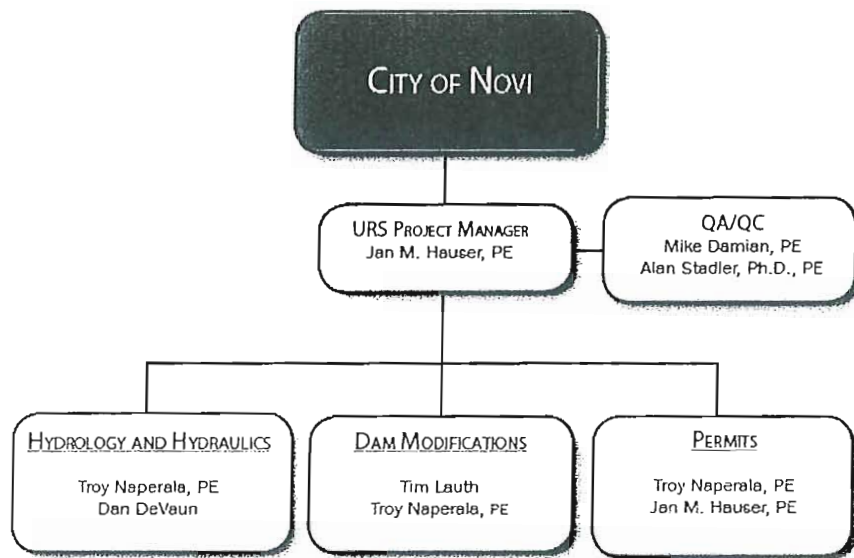 CITY OF NOVI
URS PROJECT MANAGER
Jan M. Hauser, PE
QA/QC
Mike Damian, PE
Alan Stadler, Ph.D., PE
HYDROLOGY AND HYDRAULICS
Troy Naperala, PE
Dan DeVaun
DAM MODIFICATIONS
Tim Lauth
Troy Naperala, PE
PERMITS
Troy Naperala, PE
Jan M. Hauser, PE